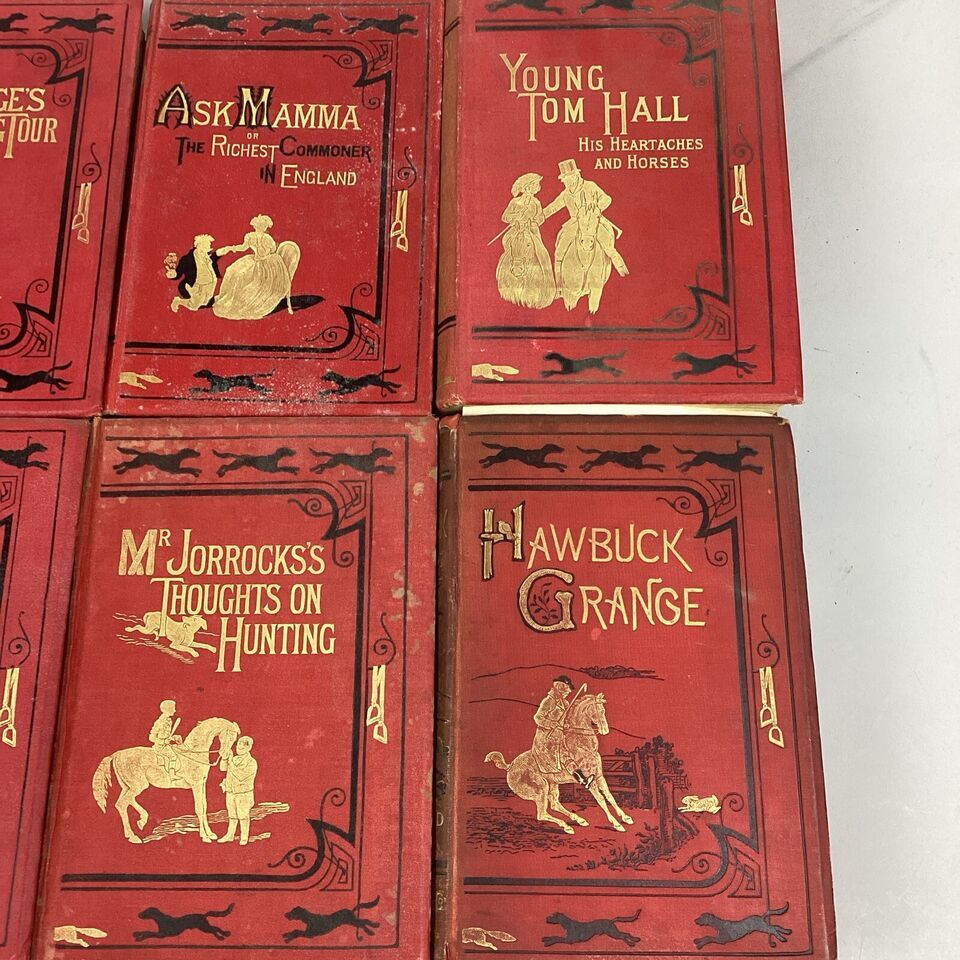 GE'S
TOUR
ASK MAMMA
OR
THE RICHEST COMMONER
IN ENGLAND
YOUNG
TOM HALL
HIS HEARTACHES
AND HORSES
MR JORROCKS'S
THOUGHTS ON
HUNTING
HAWBUCK
GRANGE